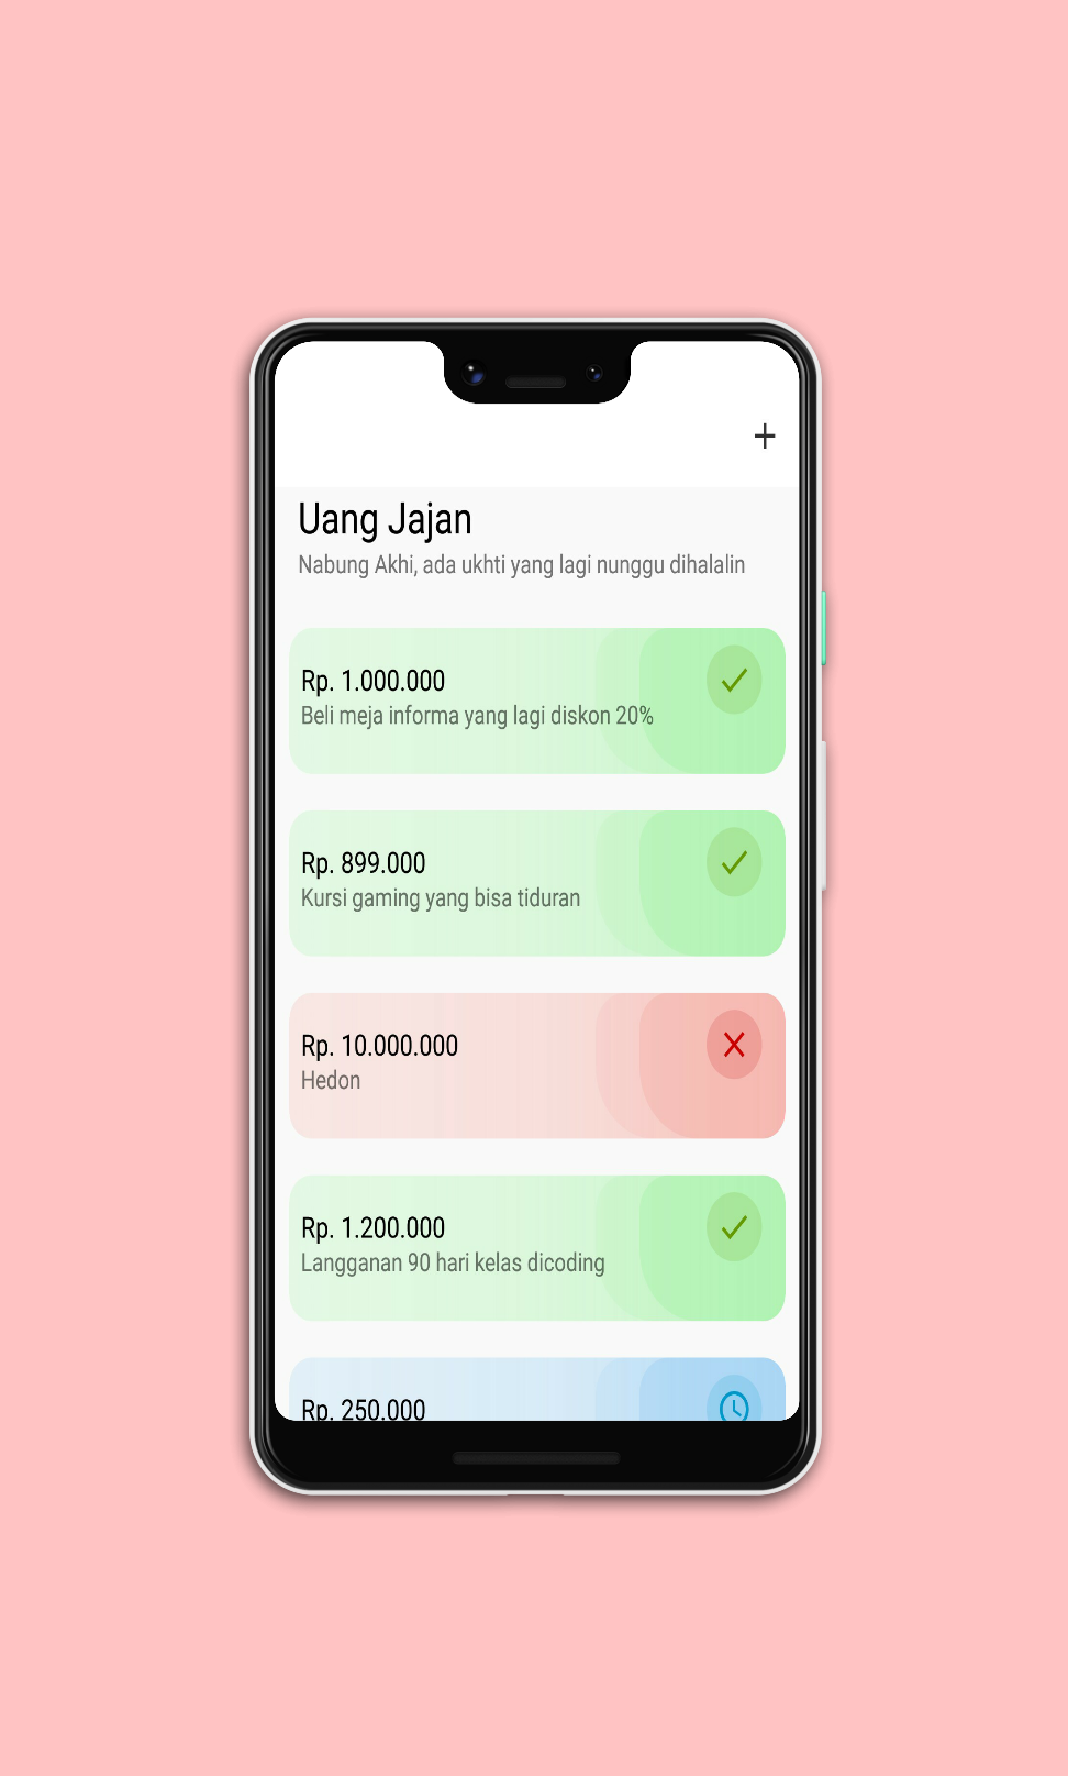 Uang Jajan
Nabung Akhi, ada ukhti yang lagi nunggu dihalalin
Rp. 1.000.000
Beli meja informa yang lagi diskon 20%
Rp. 899.000
Kursi gaming yang bisa tiduran
Rp. 10.000.000
Hedon
Rp. 1.200.000
Langganan 90 hari kelas dicoding
Rp. 250.000